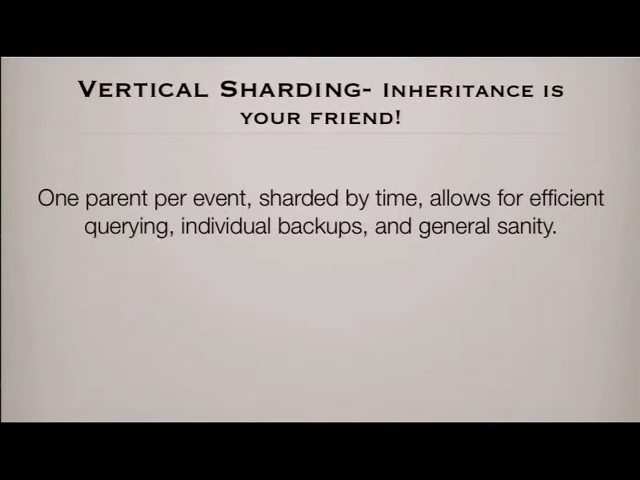 Vertical Sharding- Inheritance is
your friend!
One parent per event, sharded by time, allows for efficient
querying, individual backups, and general sanity.